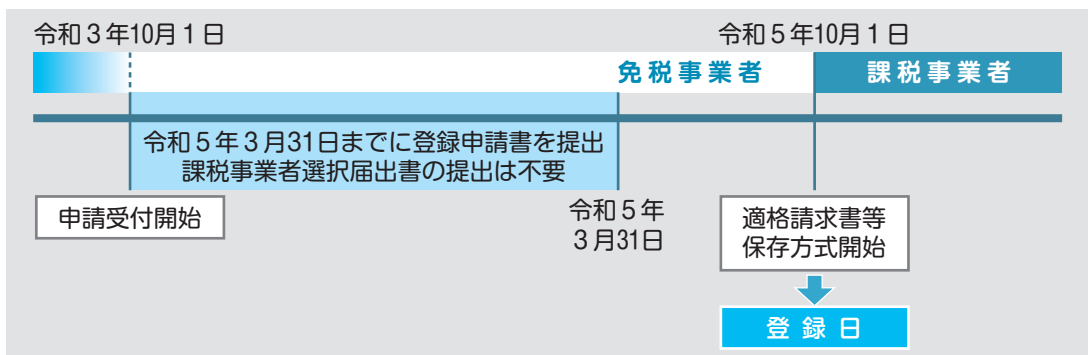 令和３年10月１日
令和５年10月１日
免税事業者
課税事業者
令和５年３月31日までに登録申請書を提出
課税事業者選択届出書の提出は不要
申請受付開始
令和５年
３月31日
適格請求書等
保存方式開始
登録日